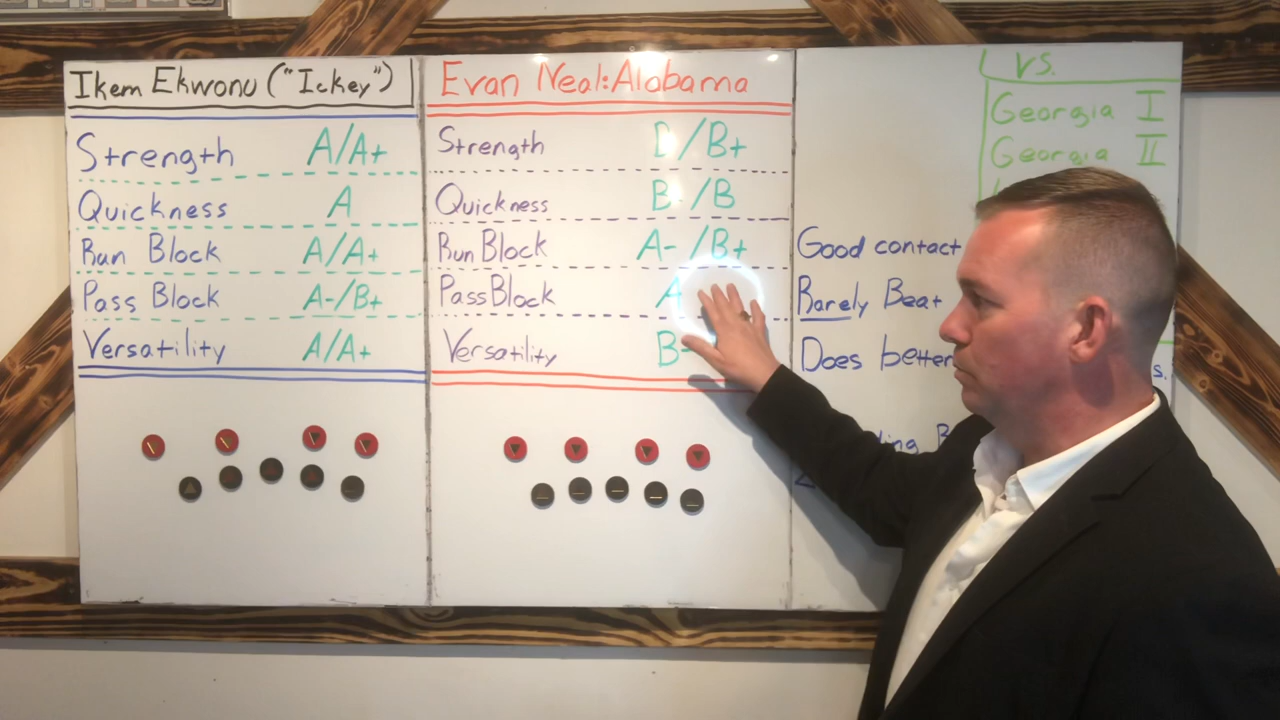 Ikem Ekwonu ("Ickey")
Strength A/A+
Quickness A
Run Block A/A+
Pass Block A-/B+
Versatility A/A+
Evan Neal: Alabama
Strength /B+
Quickness B /B
Run Block A- /B+
Pass Block A
Versatility B
vs.
Georgia I
Georgia II
Good contact
Rarely Beat
Does better